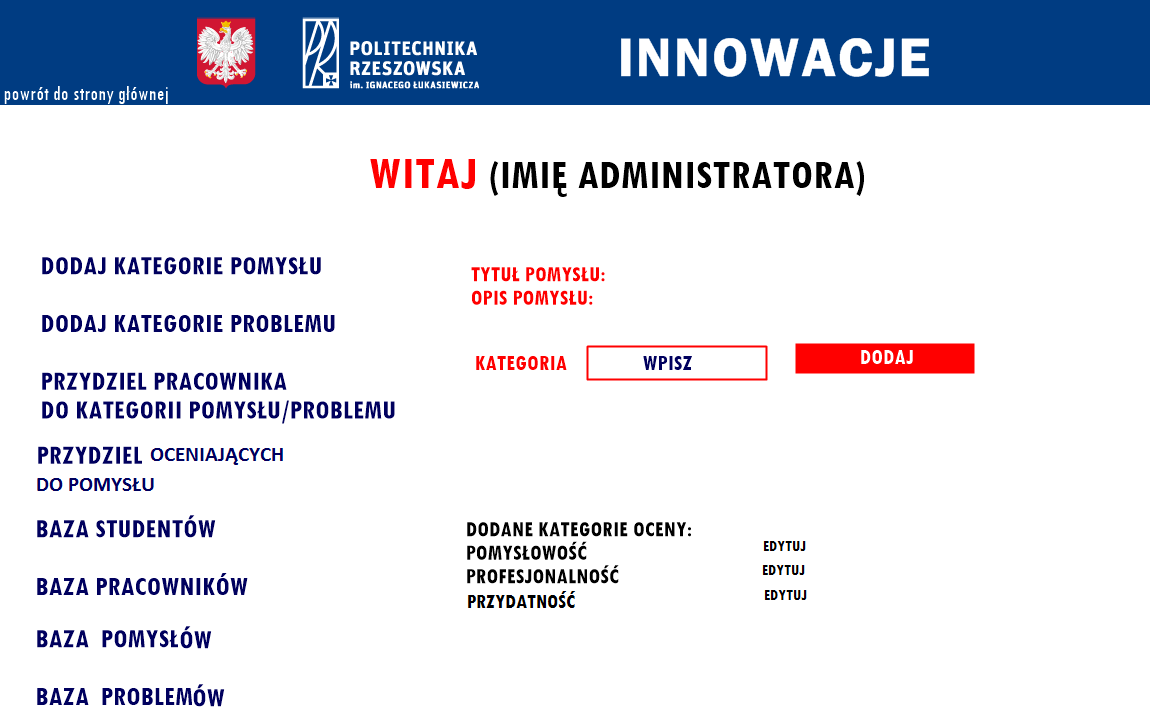 POLITECHNIKA
RZESZOWSKA
im. IGNACEGO ŁUKASIEWICZA
INNOWACJE
powrót do strony głównej
WITAJ (IMIĘ ADMINISTRATORA)
DODAJ KATEGORIE POMYSŁU
DODAJ KATEGORIE PROBLEMU
PRZYDZIEL PRACOWNIKA
DO KATEGORII POMYSŁU/PROBLEMU
PRZYDZIEL OCENIAJĄCYCH
DO POMYSŁU
BAZA STUDENTÓW
BAZA PRACOWNIKÓW
BAZA POMYSŁÓW
BAZA PROBLEMÓW
TYTUŁ POMYSŁU:
OPIS POMYSŁU:
KATEGORIA WPISZ DODAJ
DODANE KATEGORIE OCENY:
POMYSŁOWOŚĆ EDYTUJ
PROFESJONALNOŚĆ EDYTUJ
PRZYDATNOŚĆ EDYTUJ